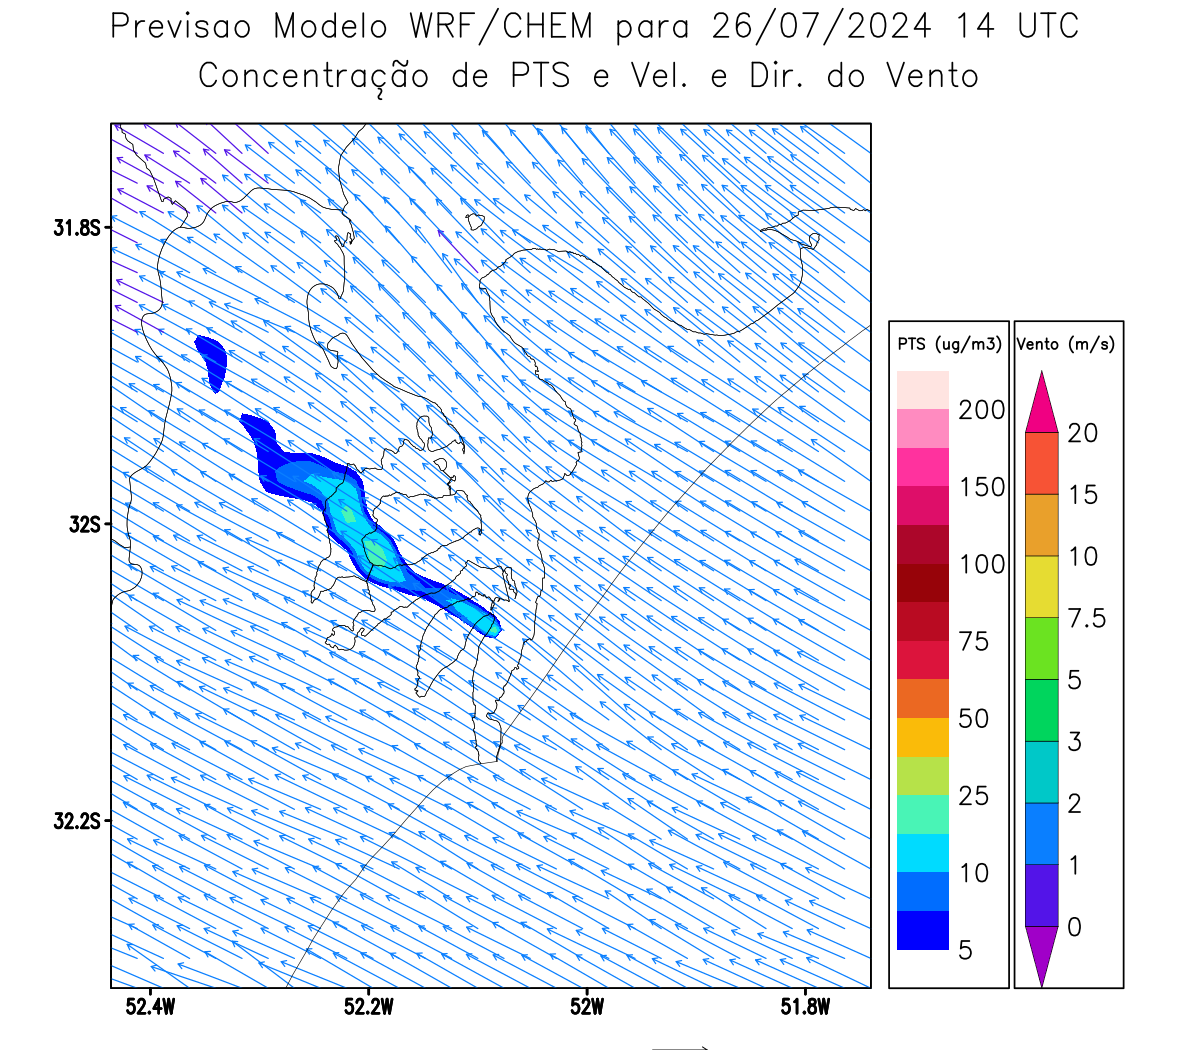 Previsao Modelo WRF/CHEM para 26/07/2024 14 UTC
Concentração de PTS e Vel. e Dir. do Vento
31.8S
32S
32.2S
52.4W
52.2W
52W
51.8W
PTS (ug/m3)
200
150
100
75
50
25
10
5
Vento (m/s)
20
15
10
7.5
5
3
2
1
0